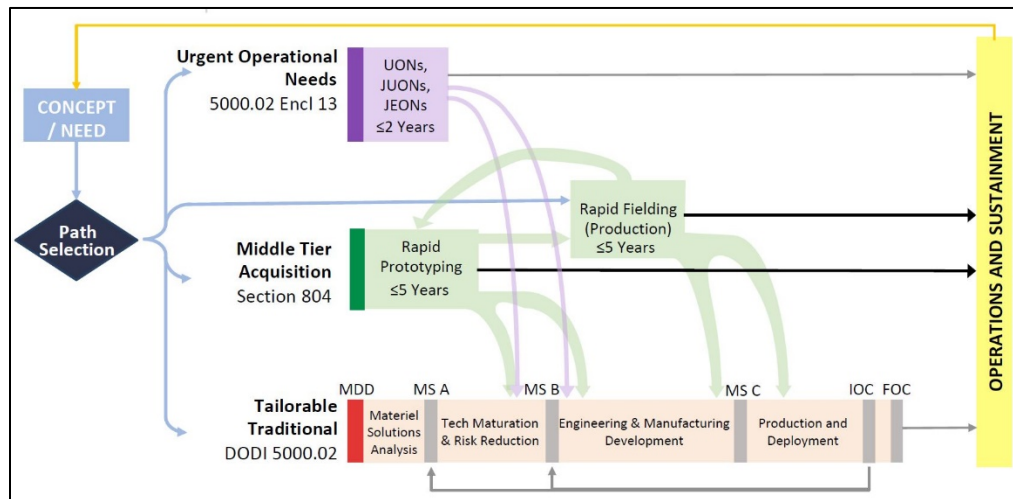 CONCEPT
/ NEED
Path
Selection
Urgent Operational
Needs
5000.02 Encl 13
UONs,
JUONs,
JEONs
≤2 Years
Middle Tier
Acquisition
Section 804
Rapid
Prototyping
≤5 Years
Rapid Fielding
(Production)
≤5 Years
Tailorable
Traditional
DODI 5000.02
MDD
MS A
MS B
MS C
IOC
FOC
Materiel
Solutions
Analysis
Tech Maturation
& Risk Reduction
Engineering & Manufacturing
Development
Production and
Deployment
OPERATIONS AND SUSTAINMENT